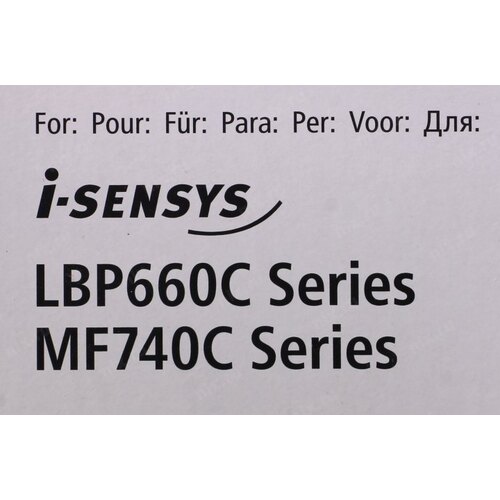 For: Pour: Für: Para: Per: Voor: Для:
i-SENSYS
LBP660C Series
MF740C Series